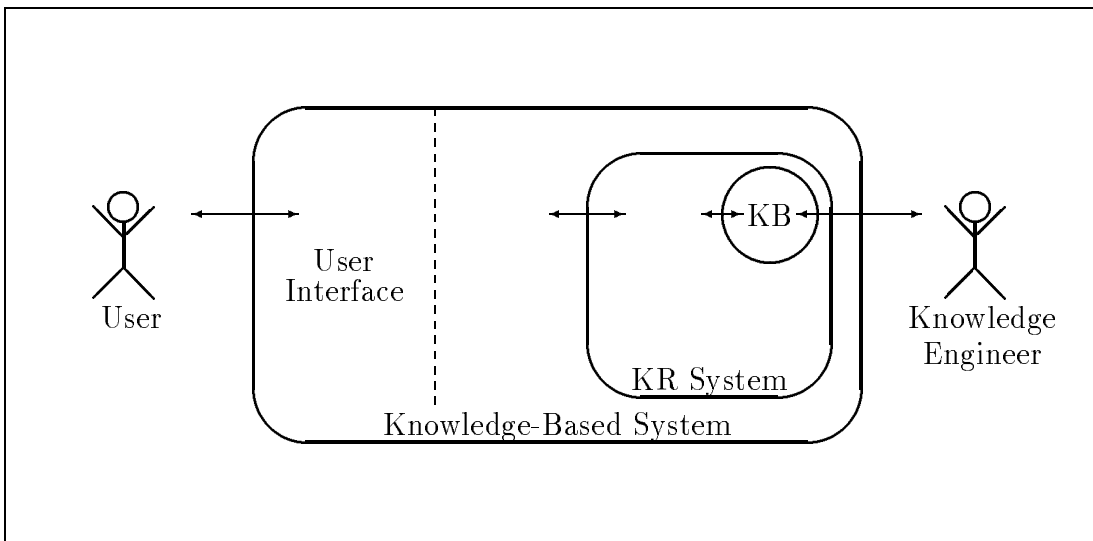 KB
User
Interface
User
Knowledge
Engineer
KR System
Knowledge-Based System